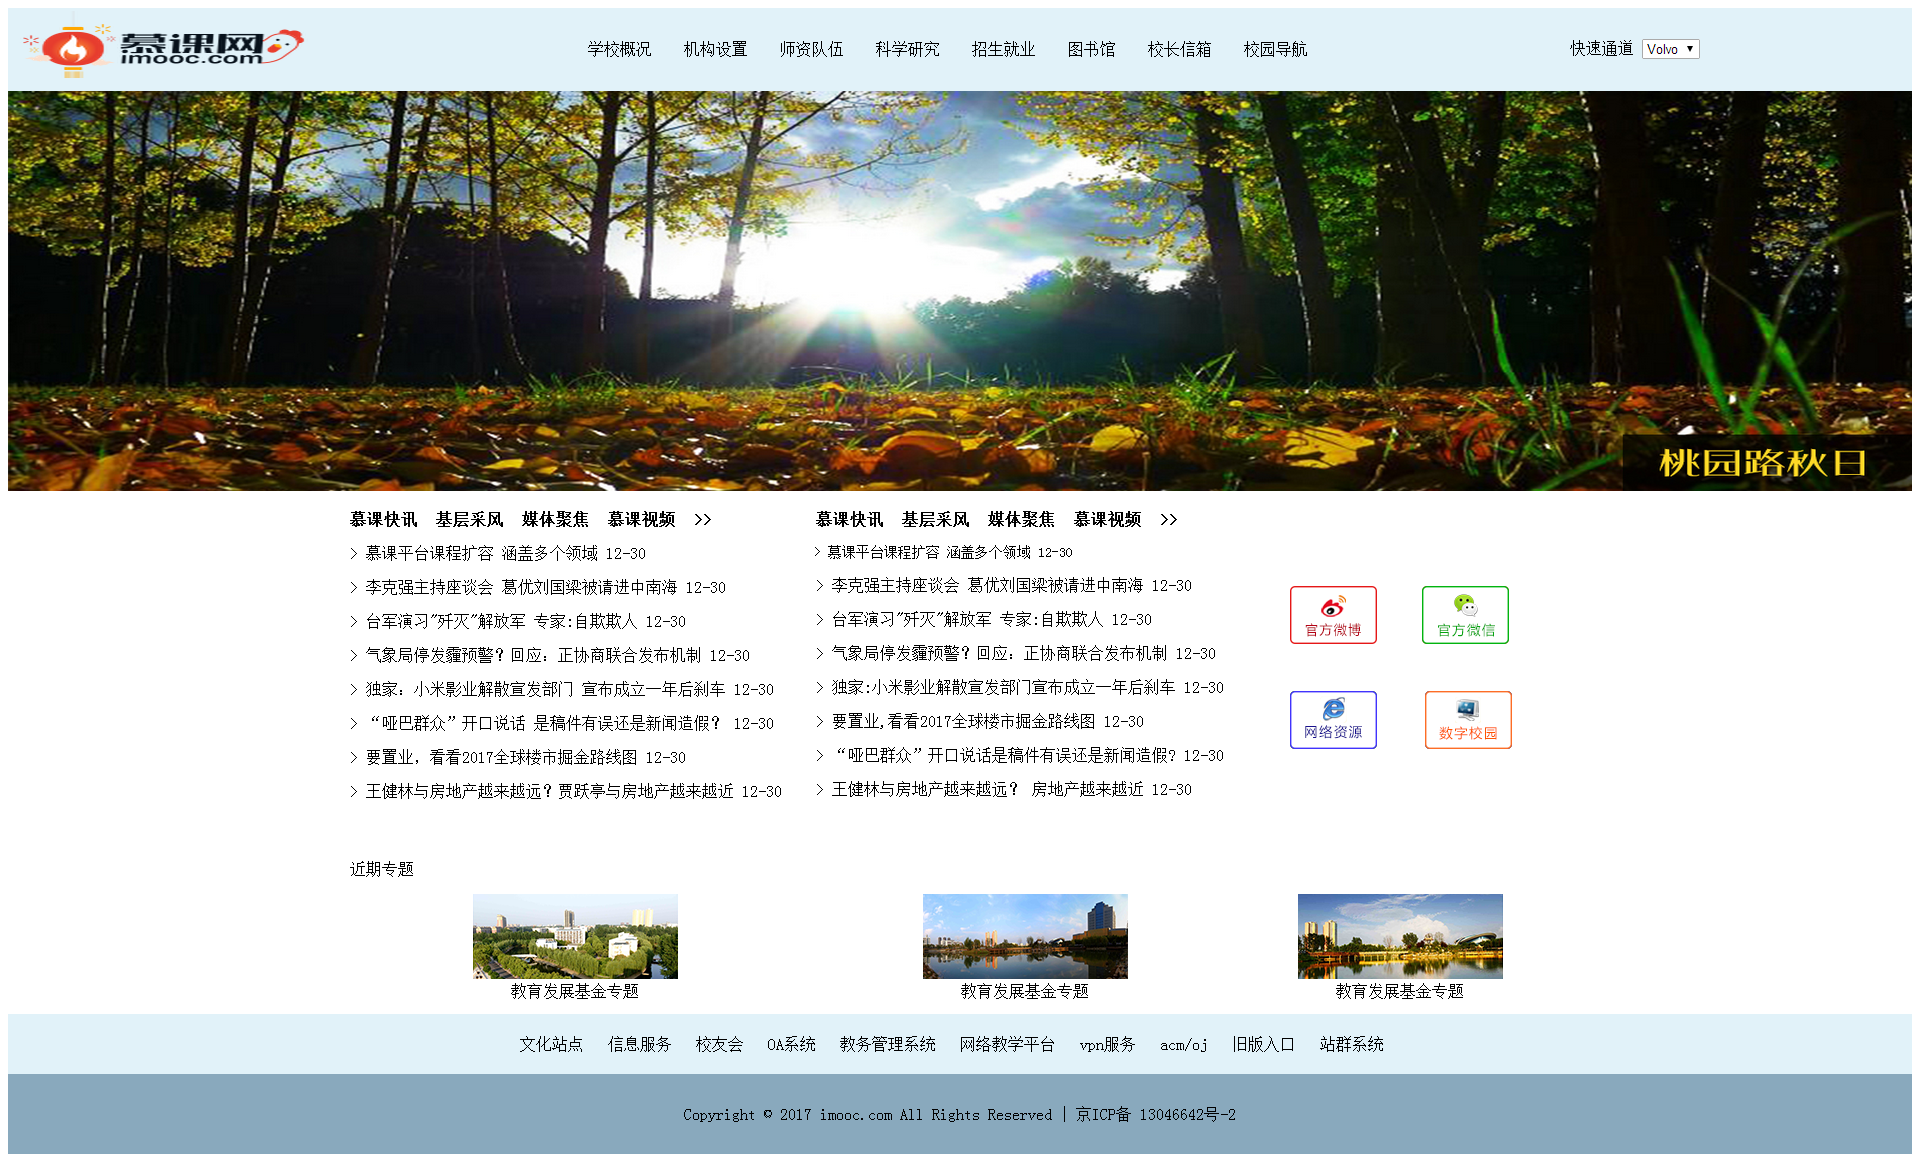 慕课网
imooc.com
学校概况 机构设置 师资队伍 科学研究 招生就业 图书馆 校长信箱 校园导航
快速通道 Volvo
桃园路秋日
慕课快讯 基层采风 媒体聚焦 慕课视频 >>
> 慕课平台课程扩容 涵盖多个领域 12-30
> 李克强主持座谈会 葛优刘国梁被请进中南海 12-30
> 台军演习"歼灭"解放军 专家:自欺欺人 12-30
> 气象局停发霾预警？回应：正协商联合发布机制 12-30
> 独家：小米影业解散宣发部门 宣布成立一年后刹车 12-30
> “哑巴群众”开口说话 是稿件有误还是新闻造假？ 12-30
> 要置业，看看2017全球楼市掘金路线图 12-30
> 王健林与房地产越来越远？贾跃亭与房地产越来越近 12-30
慕课快讯 基层采风 媒体聚焦 慕课视频 >>
> 慕课平台课程扩容 涵盖多个领域 12-30
> 李克强主持座谈会 葛优刘国梁被请进中南海 12-30
> 台军演习"歼灭"解放军 专家:自欺欺人 12-30
> 气象局停发霾预警？回应：正协商联合发布机制 12-30
> 独家:小米影业解散宣发部门宣布成立一年后刹车 12-30
> 要置业,看看2017全球楼市掘金路线图 12-30
> “哑巴群众”开口说话是稿件有误还是新闻造假? 12-30
> 王健林与房地产越来越远？ 房地产越来越近 12-30
官方微博 官方微信
网络资源 数字校园
近期专题
教育发展基金专题 教育发展基金专题 教育发展基金专题
文化站点 信息服务 校友会 OA系统 教务管理系统 网络教学平台 vpn服务 acm/oj 旧版入口 站群系统
Copyright © 2017 imooc.com All Rights Reserved | 京ICP备 13046642号-2